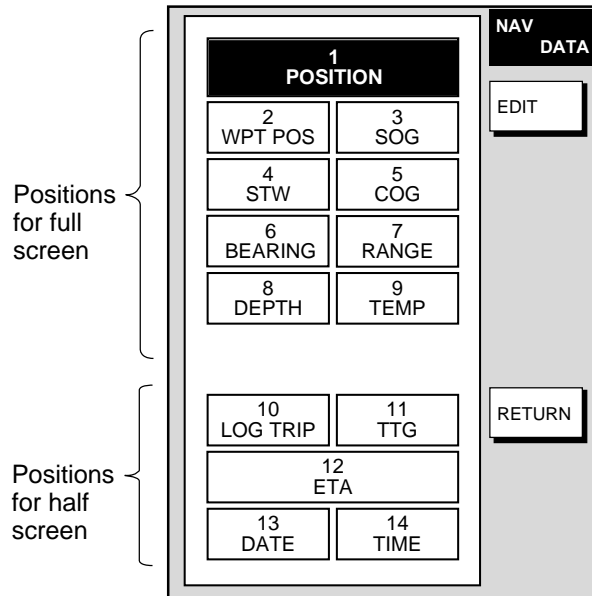 Positions
for full
screen
Positions
for half
screen
1
POSITION
2
WPT POS
3
SOG
4
STW
5
COG
6
BEARING
7
RANGE
8
DEPTH
9
TEMP
10
LOG TRIP
11
TTG
12
ETA
13
DATE
14
TIME
NAV
DATA
EDIT
RETURN